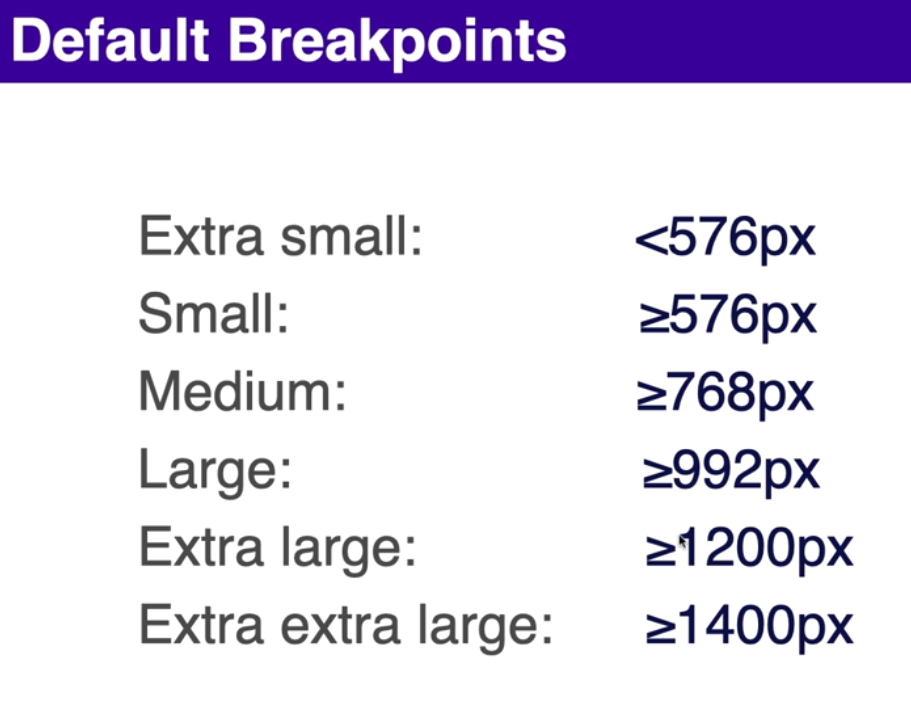 Default Breakpoints
Extra small: <576px
Small: ≥576px
Medium: ≥768px
Large: ≥992px
Extra large: ≥1200px
Extra extra large: ≥1400px